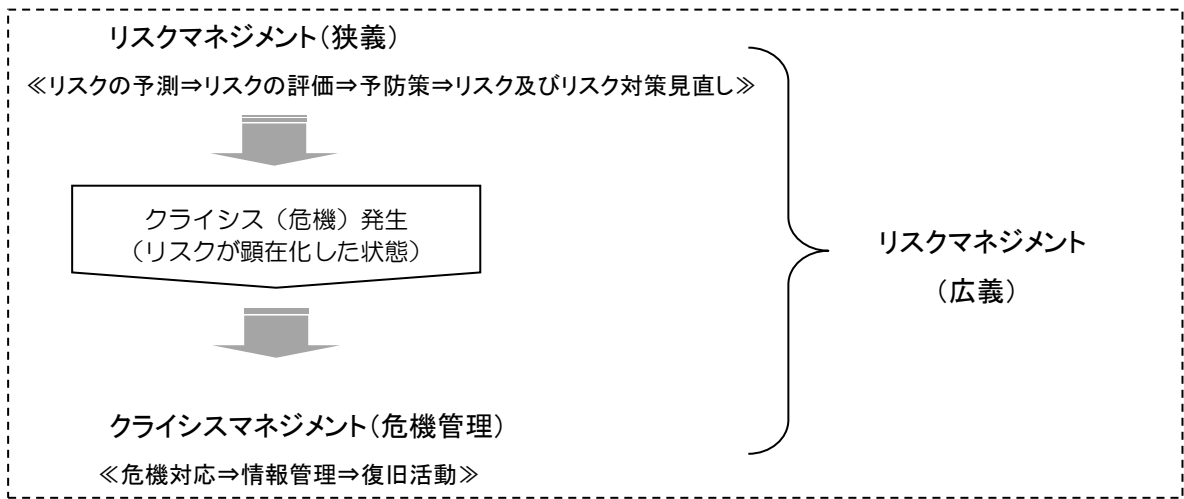 リスクマネジメント（狭義）
≪リスクの予測⇒リスクの評価⇒予防策⇒リスク及びリスク対策見直し≫
クライシス（危機）発生
（リスクが顕在化した状態）
リスクマネジメント
（広義）
クライシスマネジメント（危機管理）
≪危機対応⇒情報管理⇒復旧活動≫